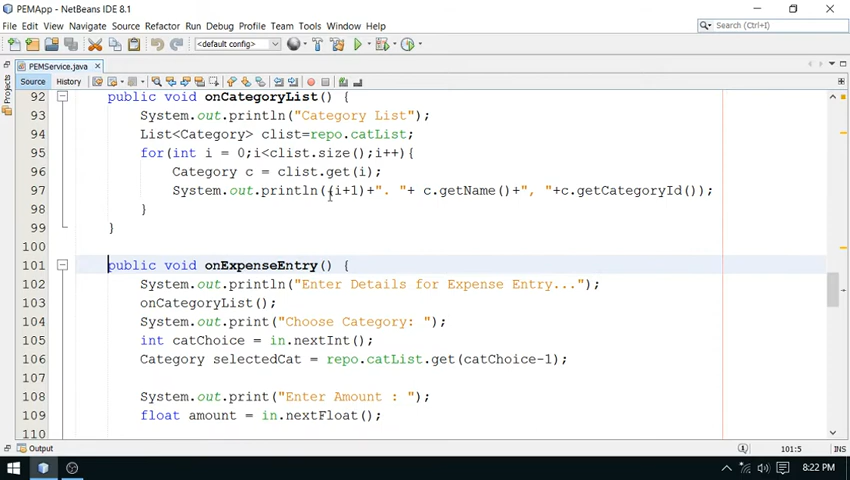 PEMApp - NetBeans IDE 8.1
File Edit View Navigate Source Refactor Run Debug Profile Team Tools Window Help
Search (Ctrl+I)
<default config>
PEMService.java
Source History
Projects
92 public void onCategoryList() {
93 System.out.println("Category List");
94 List<Category> clist=repo.catList;
95 for(int i = 0;i<clist.size();i++){
96 Category c = clist.get(i);
97 System.out.println((i+1)+". "+ c.getName()+", "+c.getCategoryId());
98 }
99 }
100
101 public void onExpenseEntry() {
102 System.out.println("Enter Details for Expense Entry...");
103 onCategoryList();
104 System.out.print("Choose Category: ");
105 int catChoice = in.nextInt();
106 Category selectedCat = repo.catList.get(catChoice-1);
107
108 System.out.print("Enter Amount : ");
109 float amount = in.nextFloat();
110
Output
101:5 INS
8:22 PM